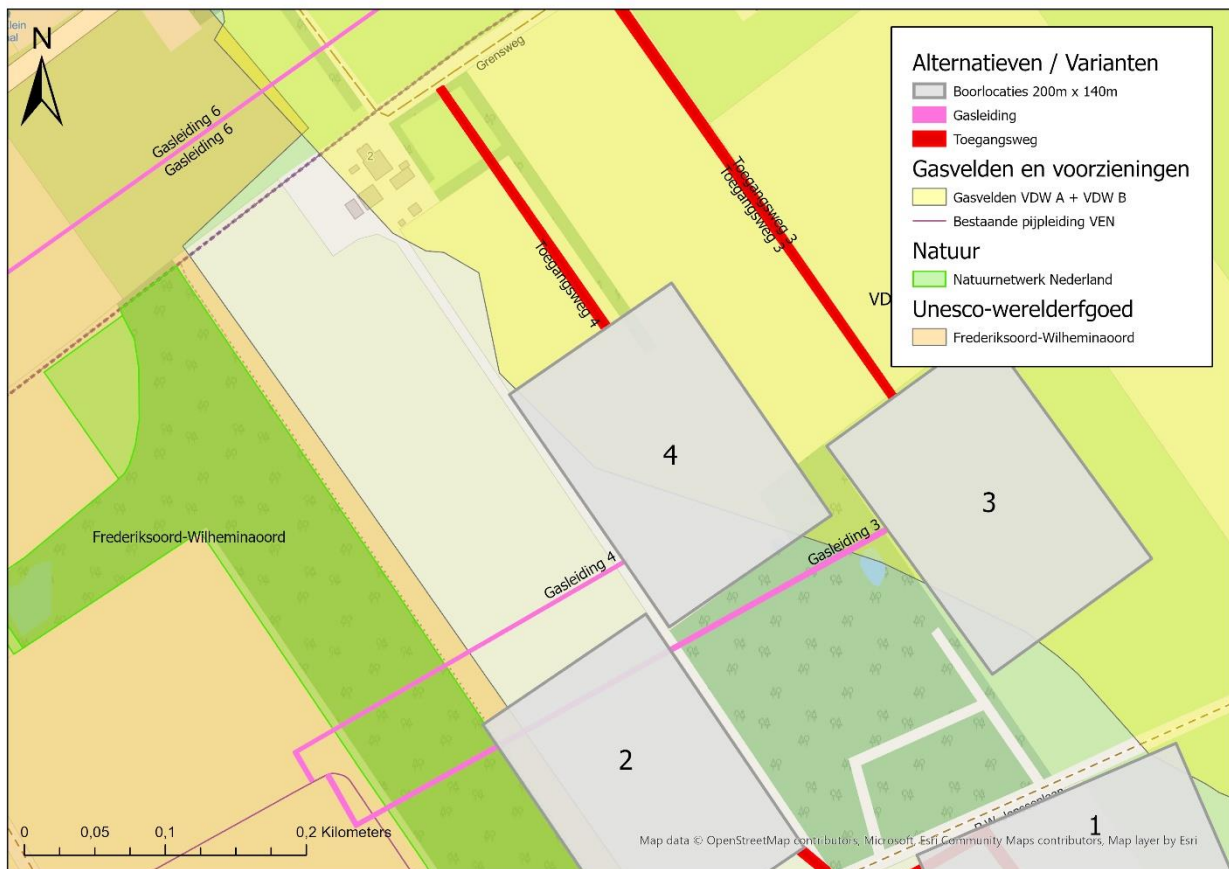 N
Grensweg
2
Gasleiding 6
Gasleiding 6
Toegangsweg 4
Toegangsweg 3
Toegangsweg 3
VD
Alternatieven / Varianten
Boorlocaties 200m x 140m
Gasleiding
Toegangsweg
Gasvelden en voorzieningen
Gasvelden VDW A + VDW B
Bestaande pijpleiding VEN
Natuur
Natuurnetwerk Nederland
Unesco-werelderfgoed
Frederiksoord-Wilheminaoord
4
3
Frederiksoord-Wilheminaoord
Gasleiding 4
Gasleiding 3
2
1
0 0,05 0,1 0,2 Kilometers
Map data © OpenStreetMap contributors, Microsoft, Esri Community Maps contributors, Map layer by Esri